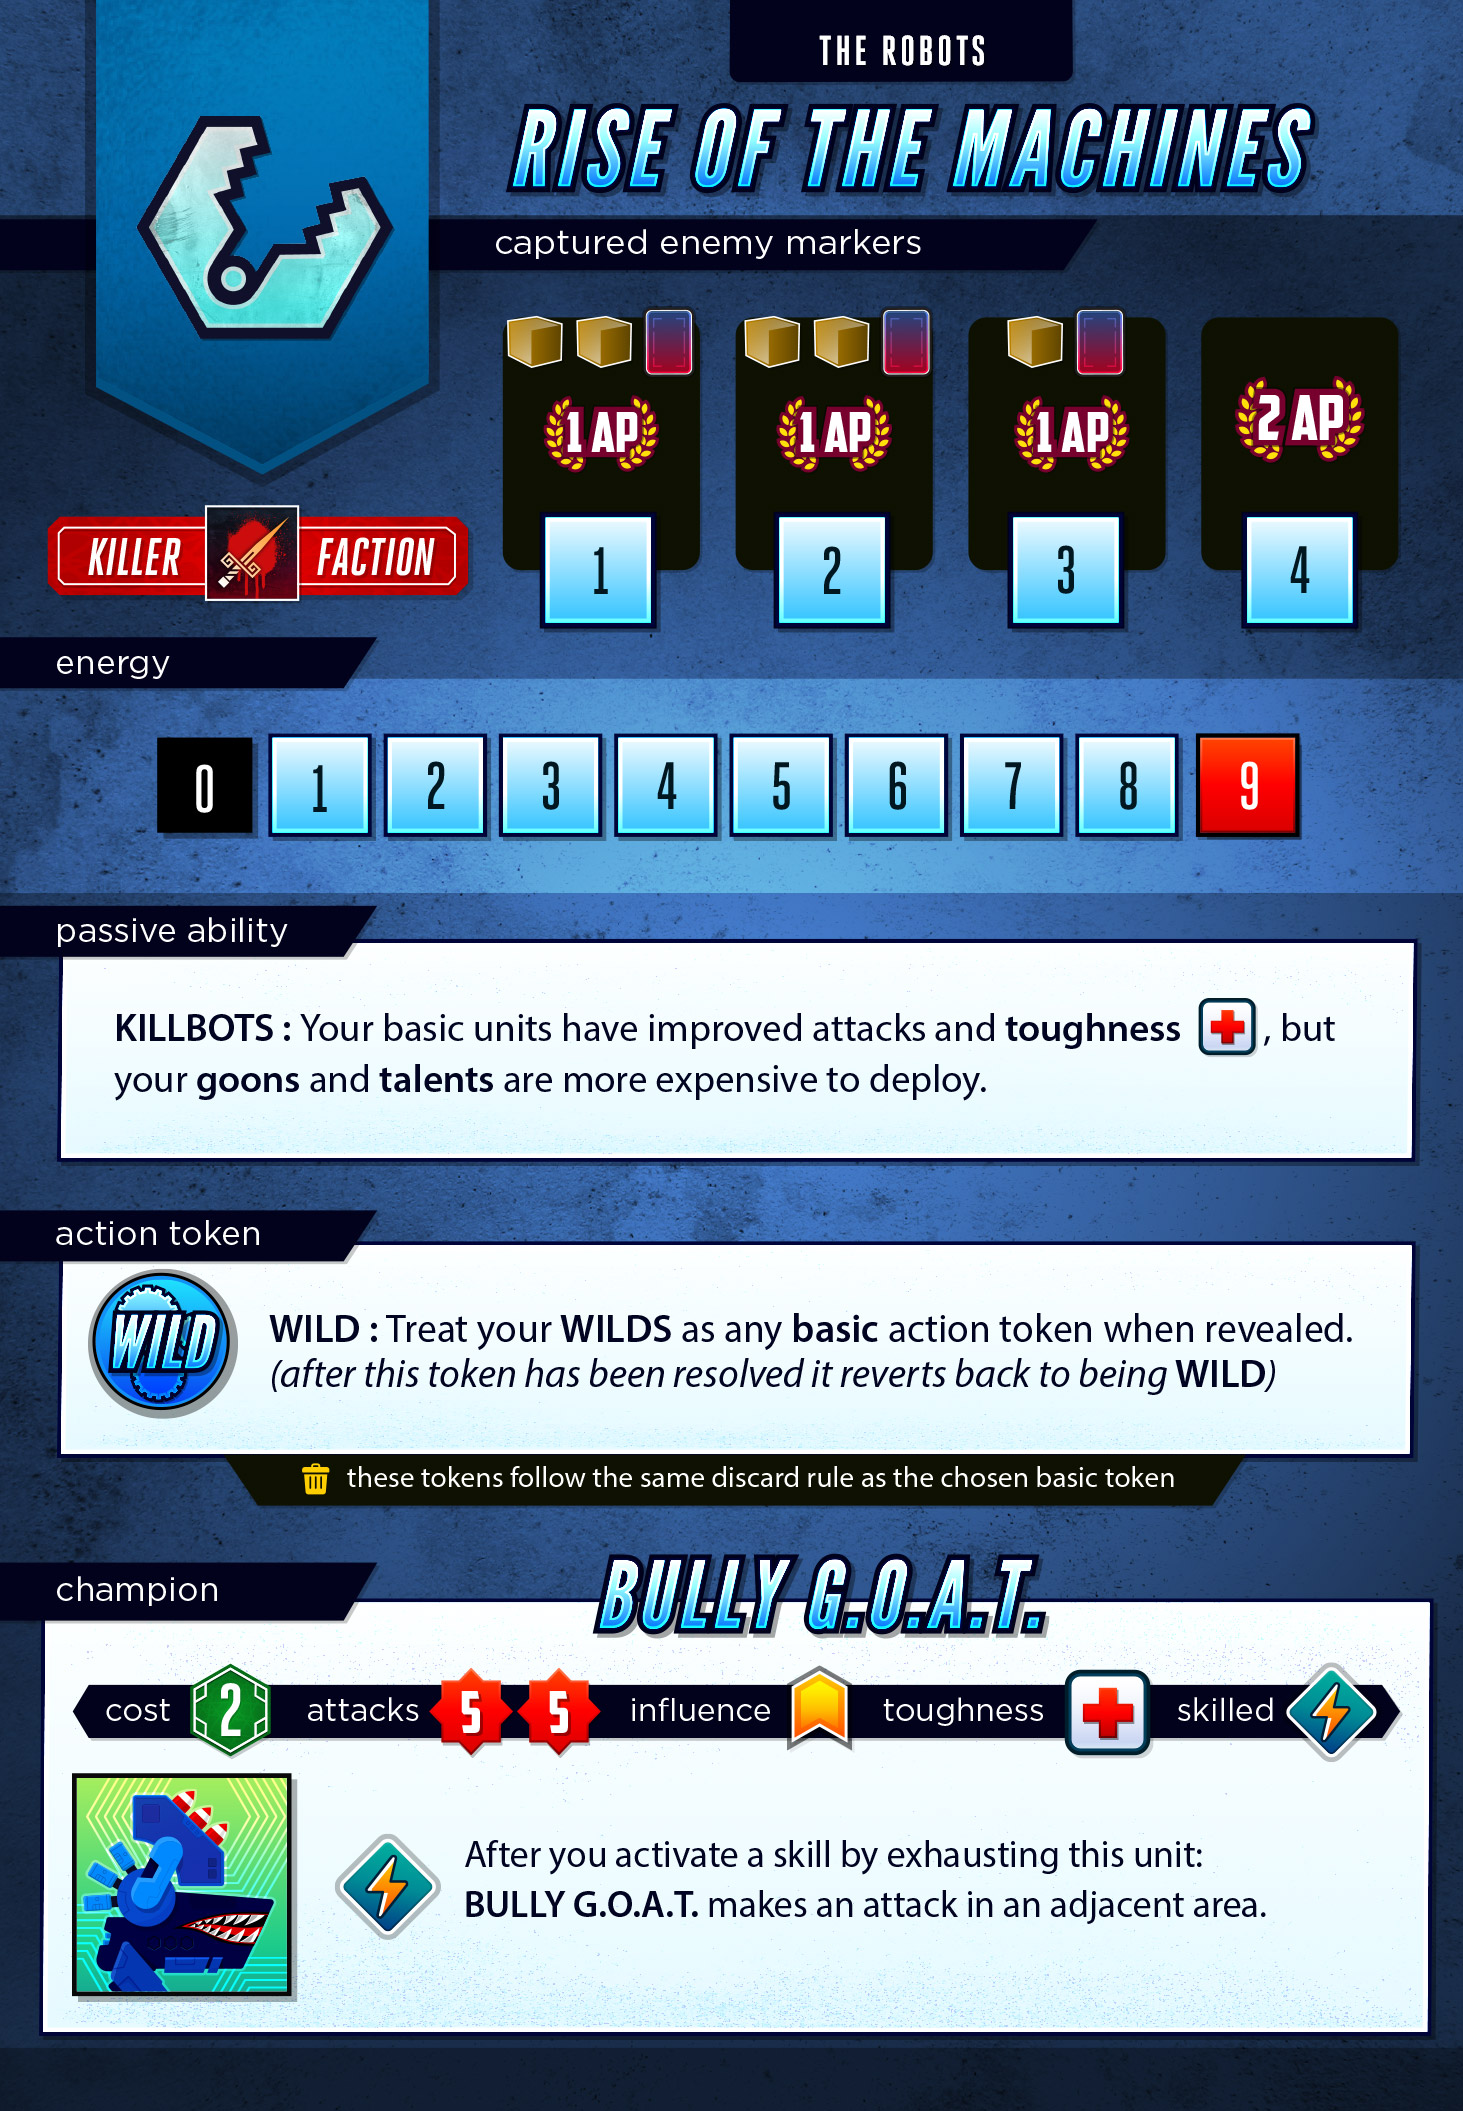 THE ROBOTS
RISE OF THE MACHINES
captured enemy markers
1 AP
1 AP
1 AP
2 AP
1
2
3
4
KILLER FACTION
energy
0 1 2 3 4 5 6 7 8 9
passive ability
KILLBOTS : Your basic units have improved attacks and toughness , but
your goons and talents are more expensive to deploy.
action token
WILD
WILD : Treat your WILDS as any basic action token when revealed.
(after this token has been resolved it reverts back to being WILD)
these tokens follow the same discard rule as the chosen basic token
champion
BULLY G.O.A.T.
cost 2 attacks 5 5 influence toughness skilled
After you activate a skill by exhausting this unit:
BULLY G.O.A.T. makes an attack in an adjacent area.